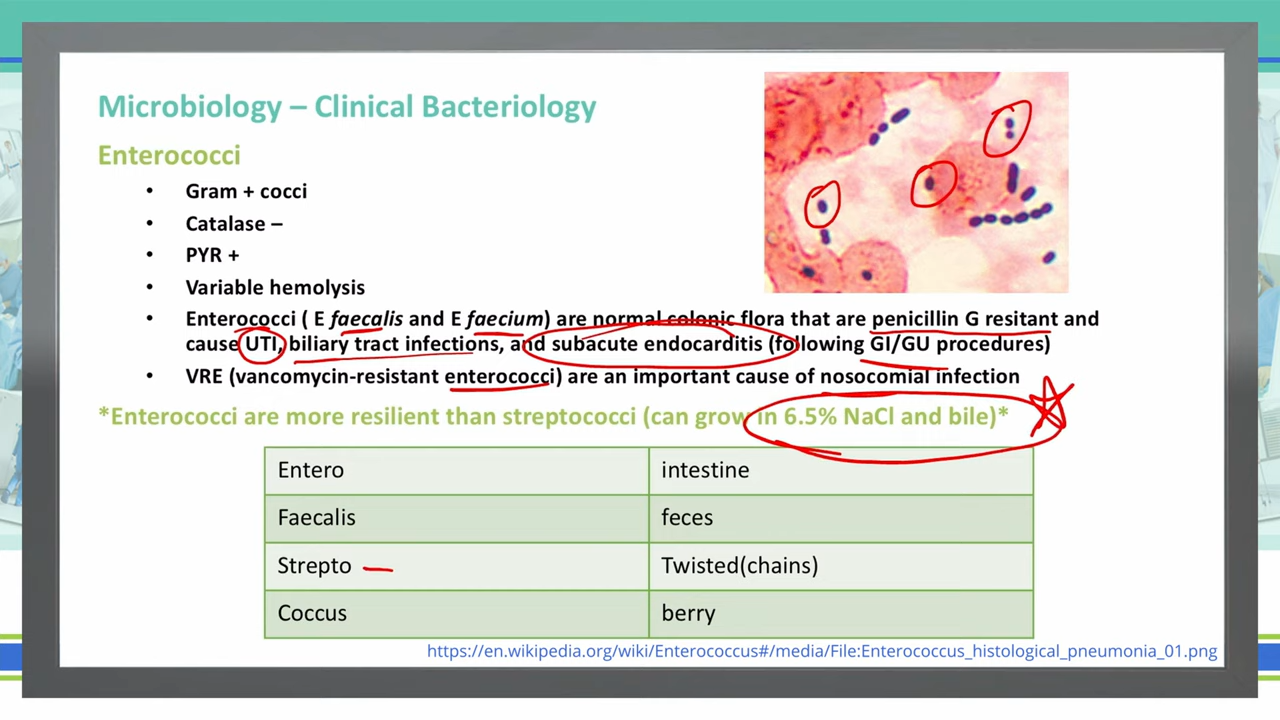 Microbiology – Clinical Bacteriology
Enterococci
• Gram + cocci
• Catalase –
• PYR +
• Variable hemolysis
• Enterococci ( E faecalis and E faecium) are normal colonic flora that are penicillin G resitant and
cause UTI, biliary tract infections, and subacute endocarditis (following GI/GU procedures)
• VRE (vancomycin-resistant enterococci) are an important cause of nosocomial infection
*Enterococci are more resilient than streptococci (can grow in 6.5% NaCl and bile)*
Entero intestine
Faecalis feces
Strepto Twisted(chains)
Coccus berry
https://en.wikipedia.org/wiki/Enterococcus#/media/File:Enterococcus_histological_pneumonia_01.png